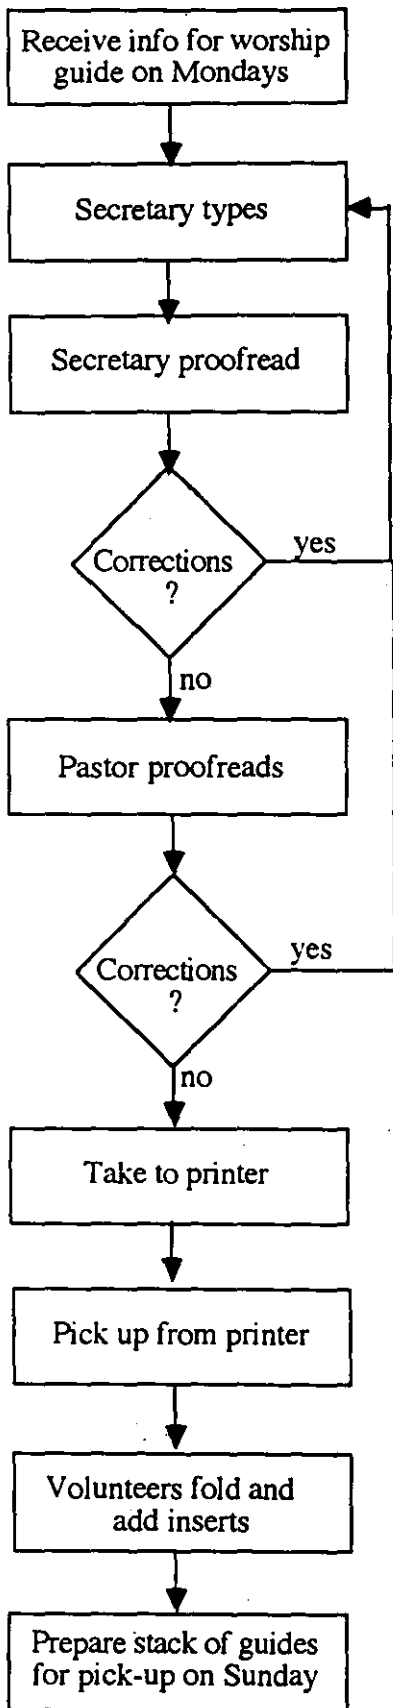 Receive info for worship
guide on Mondays
Secretary types
Secretary proofread
Corrections
?
yes
no
Pastor proofreads
Corrections
?
yes
no
Take to printer
Pick up from printer
Volunteers fold and
add inserts
Prepare stack of guides
for pick-up on Sunday